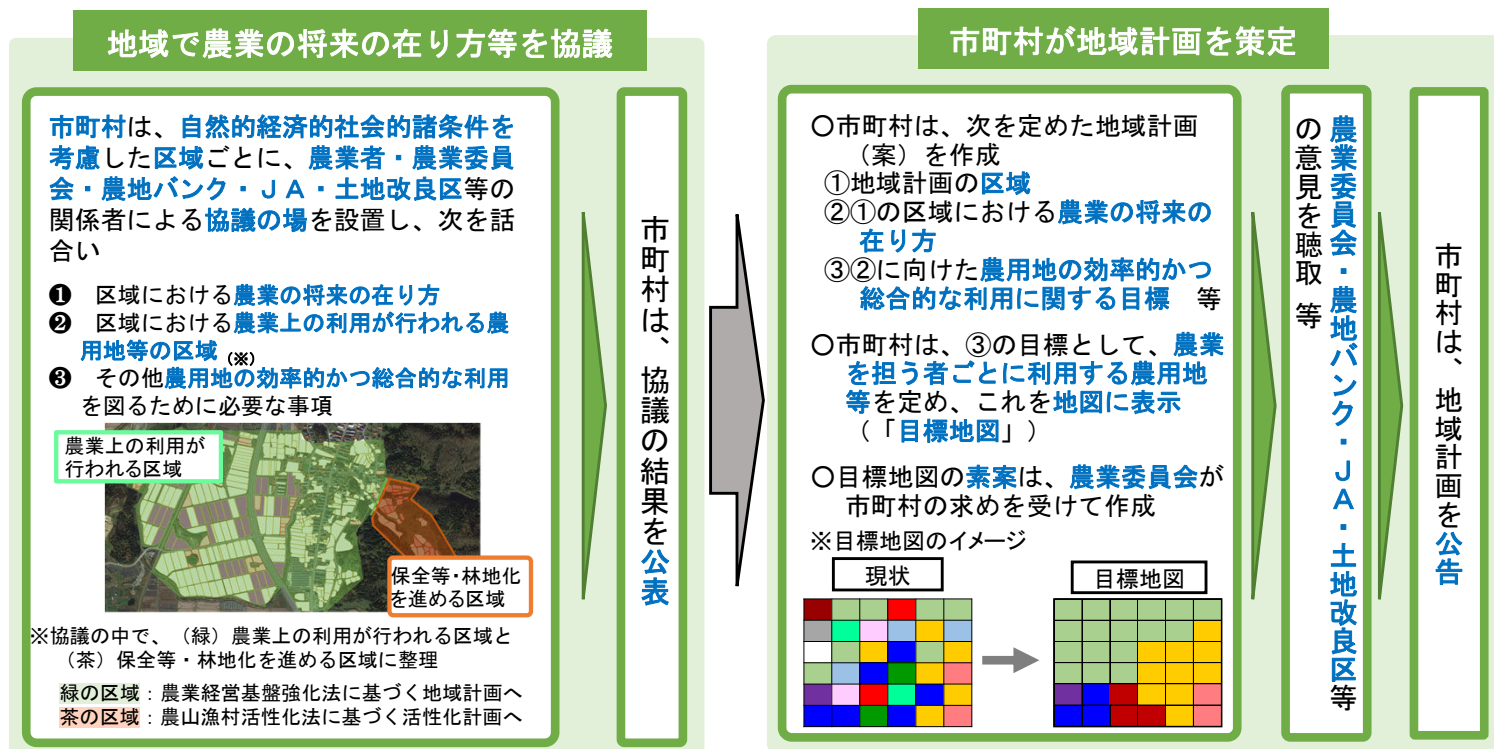 地域で農業の将来の在り方等を協議
市町村は、自然的経済的社会的諸条件を
考慮した区域ごとに、農業者・農業委員
会・農地バンク・ＪＡ・土地改良区等の
関係者による協議の場を設置し、次を話
合い
❶　区域における農業の将来の在り方
❷　区域における農業上の利用が行われる農
用地等の区域（※）
❸　その他農用地の効率的かつ総合的な利用
を図るために必要な事項
農業上の利用が
行われる区域
保全等・林地化
を進める区域
※協議の中で、（緑）農業上の利用が行われる区域と
（茶）保全等・林地化を進める区域に整理
緑の区域：農業経営基盤強化法に基づく地域計画へ
茶の区域：農山漁村活性化法に基づく活性化計画へ
市町村は、協議の結果を公表
市町村が地域計画を策定
〇市町村は、次を定めた地域計画
（案）を作成
①地域計画の区域
②①の区域における農業の将来の
在り方
③②に向けた農用地の効率的かつ
総合的な利用に関する目標　等
〇市町村は、③の目標として、農業
を担う者ごとに利用する農用地
等を定め、これを地図に表示
（「目標地図」）
〇目標地図の素案は、農業委員会が
市町村の求めを受けて作成
※目標地図のイメージ
現状
目標地図
農業委員会・農地バンク・ＪＡ・土地改良区等
の意見を聴取 等
市町村は、地域計画を公告